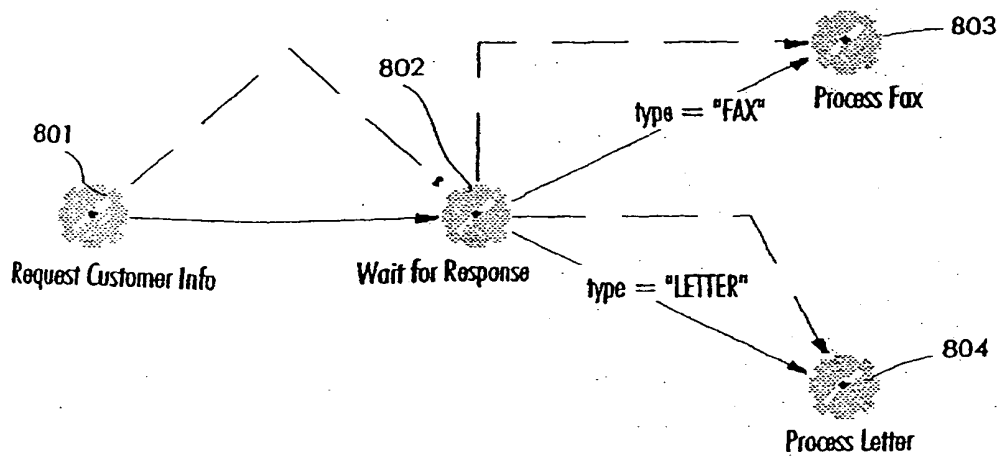 803
802
Process Fax
type = "FAX"
801
Request Customer Info
Wait for Response
type = "LETTER"
804
Process Letter